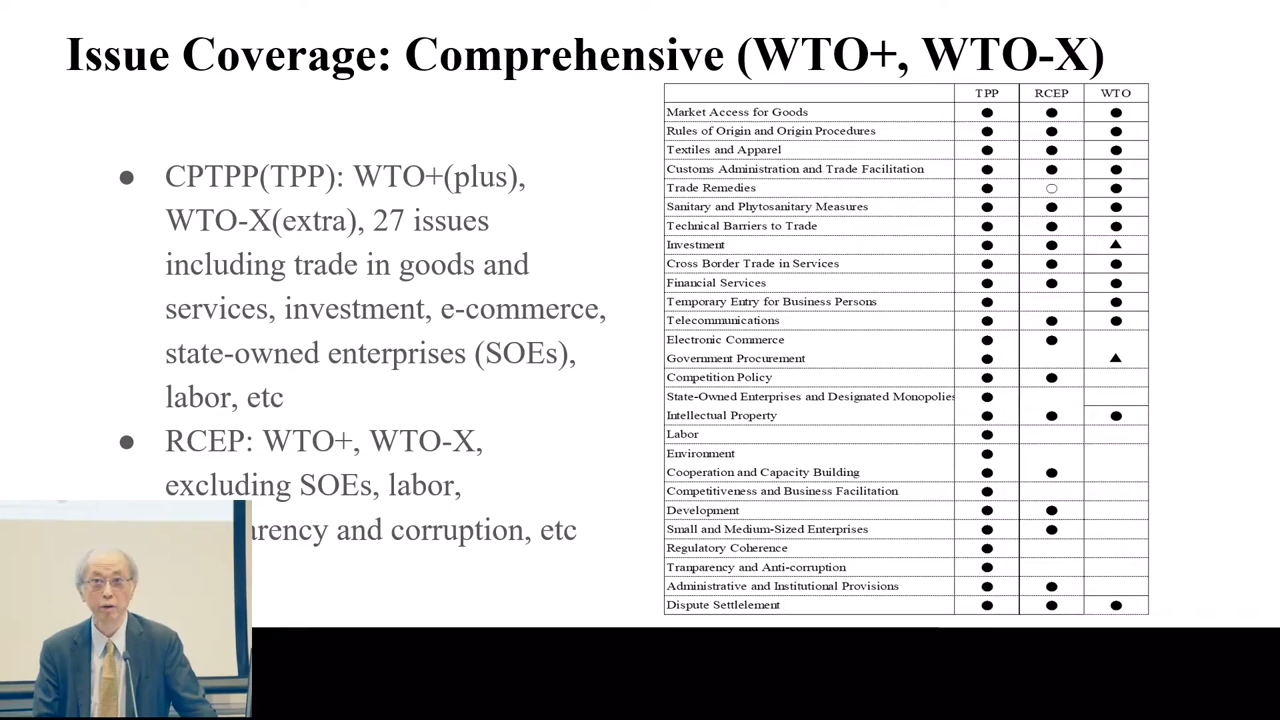 Issue Coverage: Comprehensive (WTO+, WTO-X)
● CPTPP(TPP): WTO+(plus),
WTO-X(extra), 27 issues
including trade in goods and
services, investment, e-commerce,
state-owned enterprises (SOEs),
labor, etc
● RCEP: WTO+, WTO-X,
excluding SOEs, labor,
arency and corruption, etc
TPP RCEP WTO
Market Access for Goods ● ● ●
Rules of Origin and Origin Procedures ● ● ●
Textiles and Apparel ● ● ●
Customs Administration and Trade Facilitation ● ● ●
Trade Remedies ● ○ ●
Sanitary and Phytosanitary Measures ● ● ●
Technical Barriers to Trade ● ● ●
Investment ● ● ▲
Cross Border Trade in Services ● ● ●
Financial Services ● ● ●
Temporary Entry for Business Persons ● ●
Telecommunications ● ● ●
Electronic Commerce ● ●
Government Procurement ● ▲
Competition Policy ● ●
State-Owned Enterprises and Designated Monopolies ●
Intellectual Property ● ● ●
Labor ●
Environment ●
Cooperation and Capacity Building ● ●
Competitiveness and Business Facilitation ●
Development ● ●
Small and Medium-Sized Enterprises ● ●
Regulatory Coherence ●
Tranparency and Anti-corruption ●
Administrative and Institutional Provisions ● ●
Dispute Settlelement ● ● ●